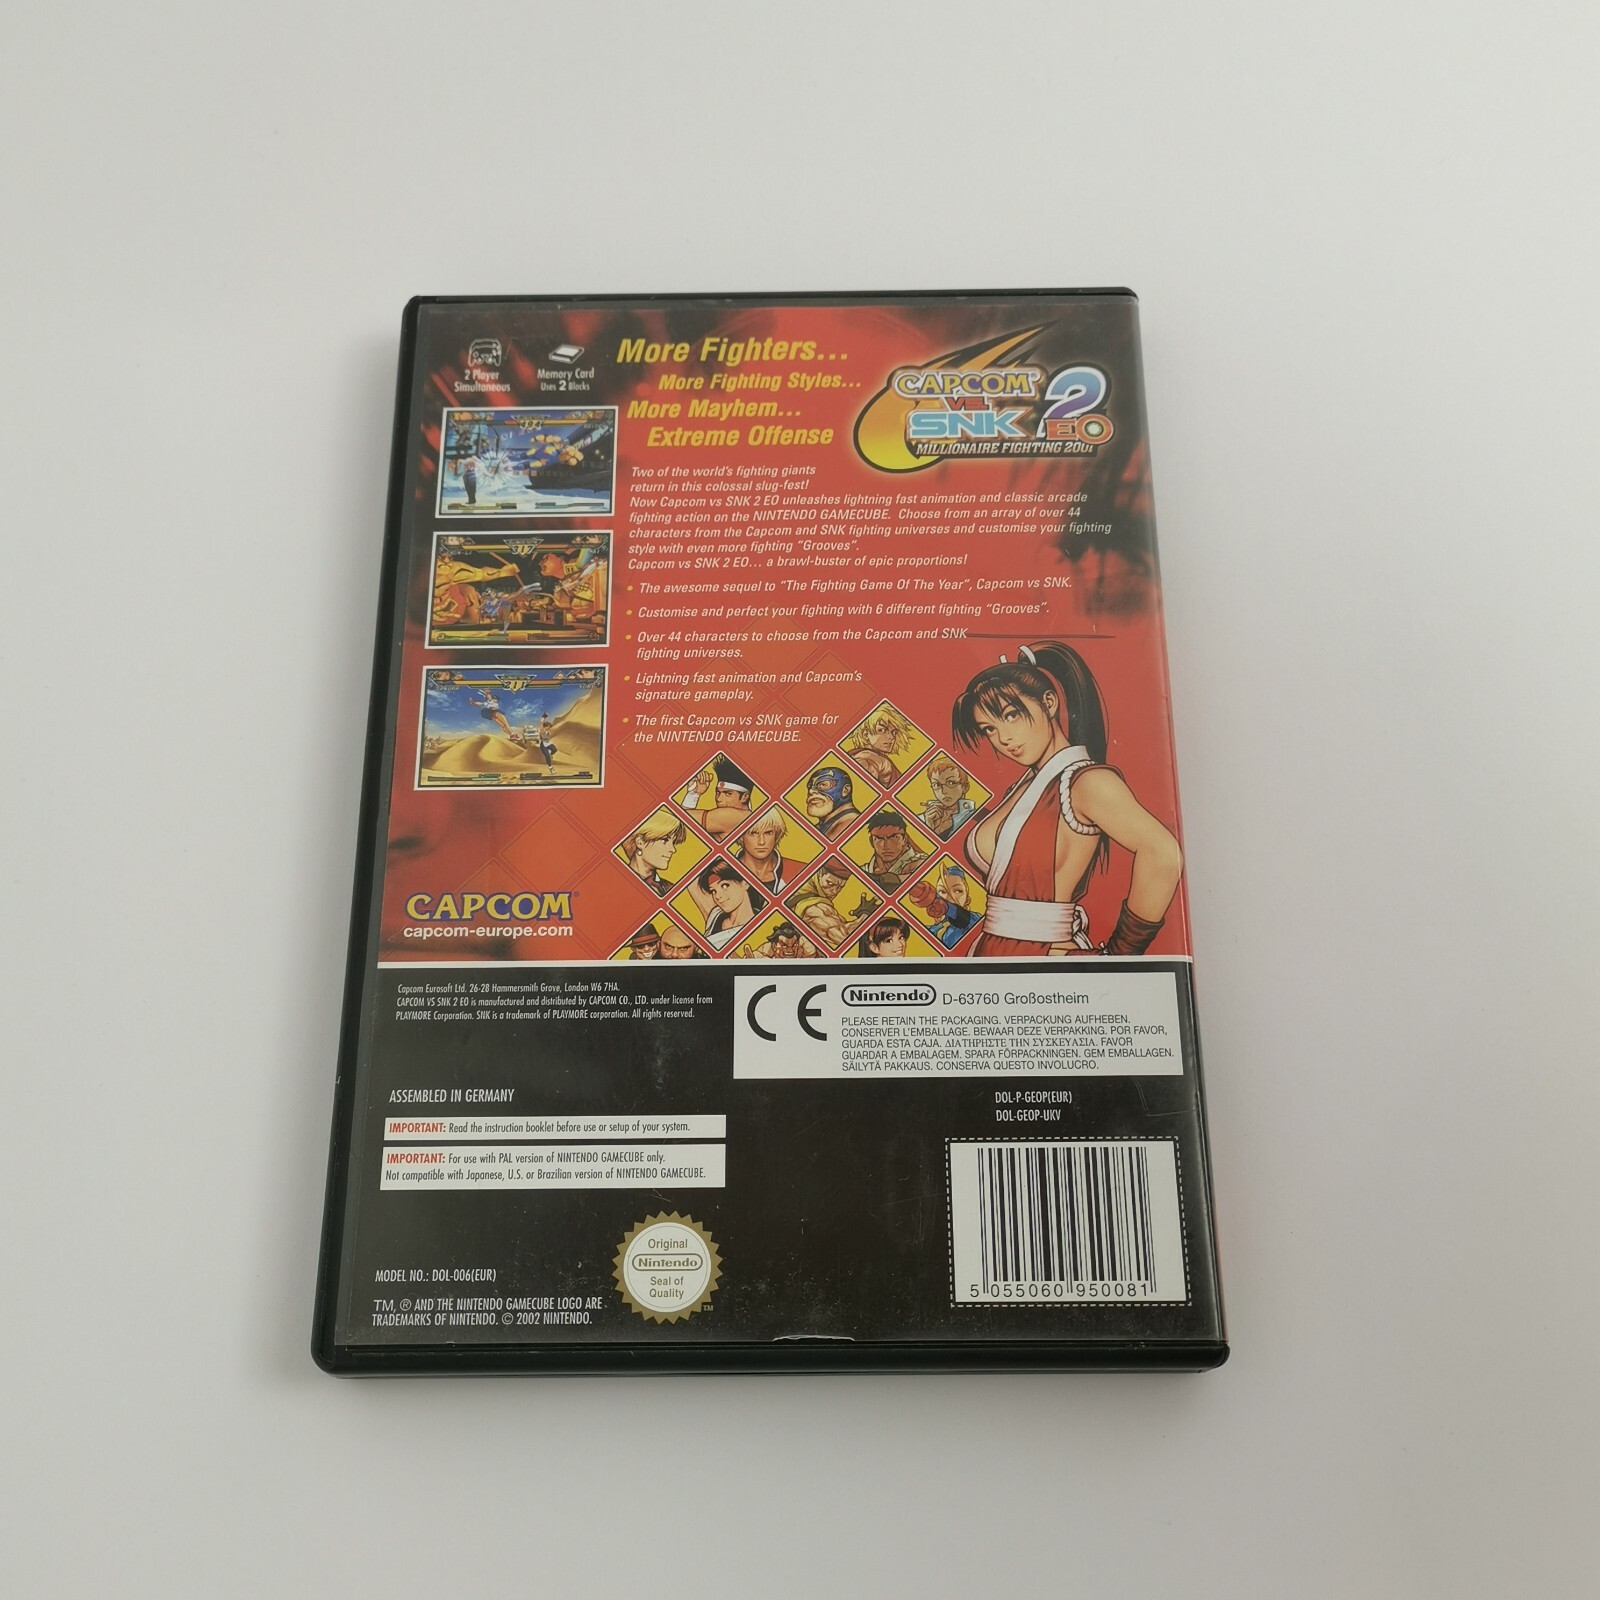 2 Player
Simultaneous
Memory Card
Uses 2 Blocks
More Fighters...
More Fighting Styles...
More Mayhem...
Extreme Offense
CAPCOM
VS.
SNK 2
EO
MILLIONAIRE FIGHTING 2001
Two of the world's fighting giants
return in this colossal slug-fest!
Now Capcom vs SNK 2 EO unleashes lightning fast animation and classic arcade
fighting action on the NINTENDO GAMECUBE. Choose from an array of over 44
characters from the Capcom and SNK fighting universes and customise your fighting
style with even more fighting "Grooves".
Capcom vs SNK 2 EO... a brawl-buster of epic proportions!
• The awesome sequel to "The Fighting Game Of The Year", Capcom vs SNK.
• Customise and perfect your fighting with 6 different fighting "Grooves".
• Over 44 characters to choose from the Capcom and SNK
fighting universes.
• Lightning fast animation and Capcom's
signature gameplay.
• The first Capcom vs SNK game for
the NINTENDO GAMECUBE.
CAPCOM®
capcom-europe.com
Capcom Eurosoft Ltd. 26-28 Hammersmith Grove, London W6 7HA.
CAPCOM VS SNK 2 EO is manufactured and distributed by CAPCOM CO., LTD. under license from
PLAYMORE Corporation. SNK is a trademark of PLAYMORE corporation. All rights reserved.
CE
Nintendo® D-63760 Großostheim
PLEASE RETAIN THE PACKAGING. VERPACKUNG AUFHEBEN.
CONSERVER L'EMBALLAGE. BEWAAR DEZE VERPAKKING. POR FAVOR,
GUARDA ESTA CAJA. ΔΙΑΤΗΡΗΣΤΕ ΤΗΝ ΣΥΣΚΕΥΑΣΙΑ. FAVOR
GUARDAR A EMBALAGEM. SPARA FÖRPACKNINGEN. GEM EMBALLAGEN.
SÄILYTÄ PAKKAUS. CONSERVA QUESTO INVOLUCRO.
ASSEMBLED IN GERMANY
DOL-P-GEOP(EUR)
DOL-GEOP-UKV
IMPORTANT: Read the instruction booklet before use or setup of your system.
IMPORTANT: For use with PAL version of NINTENDO GAMECUBE only.
Not compatible with Japanese, U.S. or Brazilian version of NINTENDO GAMECUBE.
Original
Nintendo
Seal of
Quality
TM
5 055060 950081
MODEL NO.: DOL-006(EUR)
TM, ® AND THE NINTENDO GAMECUBE LOGO ARE
TRADEMARKS OF NINTENDO. © 2002 NINTENDO.